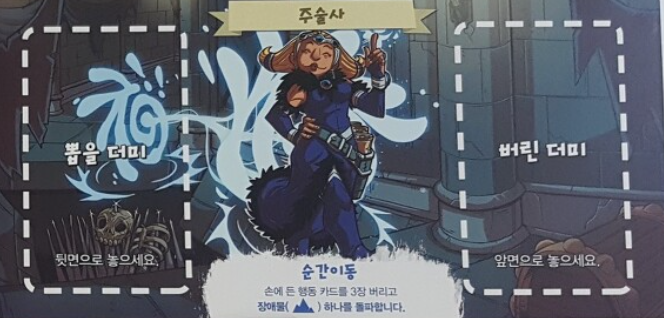 주술사
뽑을 더미
버린 더미
뒷면으로 놓으세요.
앞면으로 놓으세요.
순간이동
손에 든 행동 카드를 3장 버리고
장애물( ) 하나를 돌파합니다.